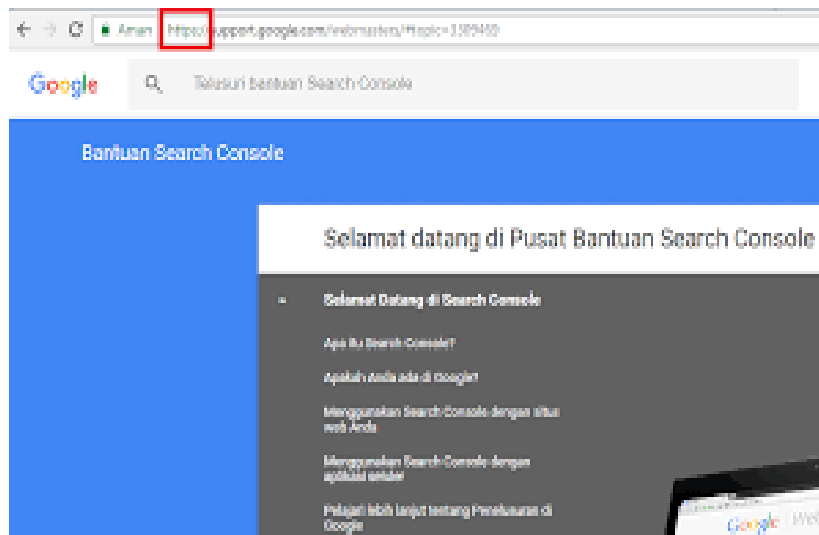 Aman https://support.google.com/webmasters/#topic=
Google Telusuri bantuan Search Console
Bantuan Search Console
Selamat datang di Pusat Bantuan Search Console
Selamat Datang di Search Console
Apa itu Search Console?
Apakah Anda ada di Google?
Menggunakan Search Console dengan situs
web Anda
Menggunakan Search Console dengan
aplikasi seluler
Pelajari lebih lanjut tentang Penelusuran di
Google
Google